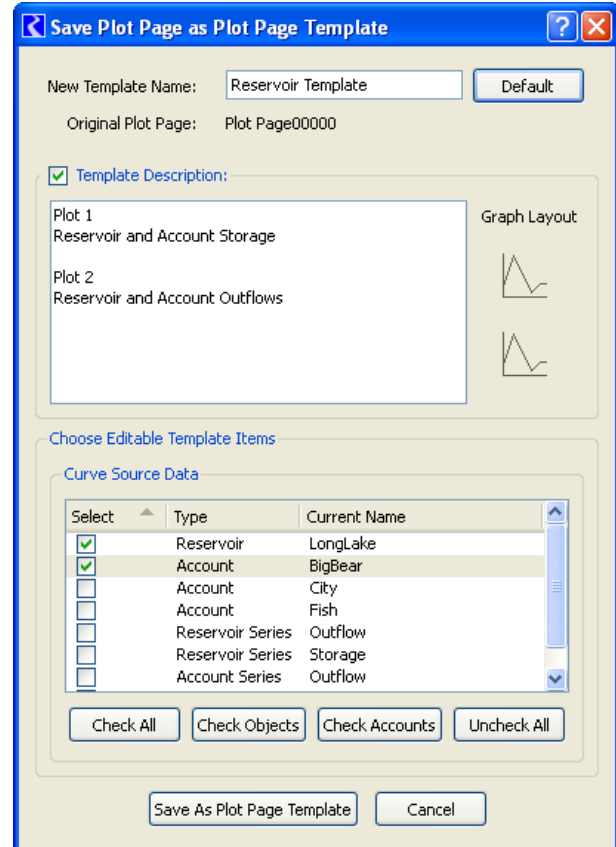 Save Plot Page as Plot Page Template
New Template Name: Reservoir Template Default
Original Plot Page: Plot Page00000
Template Description:
Plot 1
Reservoir and Account Storage
Plot 2
Reservoir and Account Outflows
Graph Layout
Choose Editable Template Items
Curve Source Data
Select Type Current Name
Reservoir LongLake
Account BigBear
Account City
Account Fish
Reservoir Series Outflow
Reservoir Series Storage
Account Series Outflow
Check All Check Objects Check Accounts Uncheck All
Save As Plot Page Template Cancel